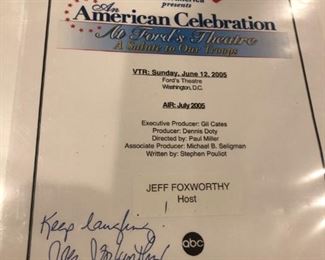 presents
An
American Celebration
At Ford's Theatre
A Salute to Our Troops
VTR: Sunday, June 12, 2005
Ford's Theatre
Washington, D.C.
AIR: July 2005
Executive Producer: Gil Cates
Producer: Dennis Doty
Directed by: Paul Miller
Associate Producer: Michael B. Seligman
Written by: Stephen Pouliot
JEFF FOXWORTHY
Host
Keep laughing
abc